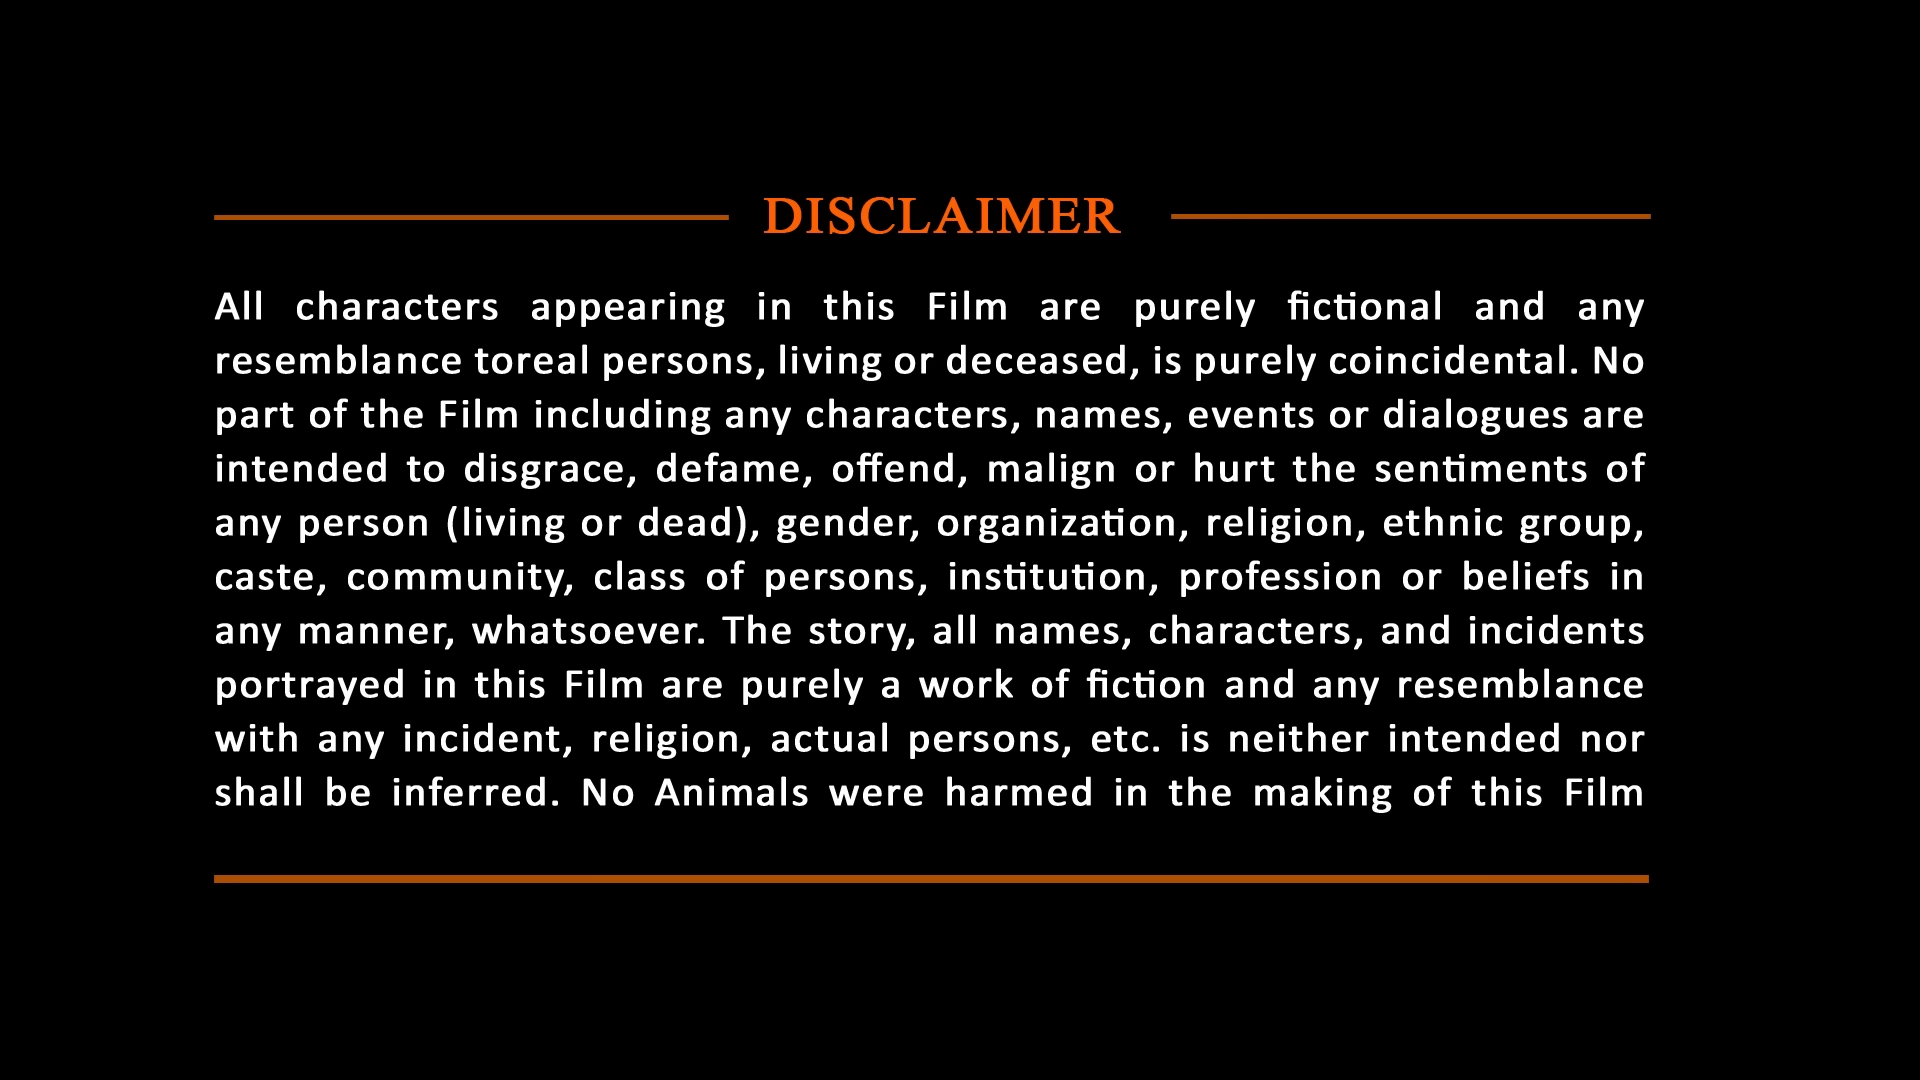 DISCLAIMER
All characters appearing in this Film are purely fictional and any
resemblance toreal persons, living or deceased, is purely coincidental. No
part of the Film including any characters, names, events or dialogues are
intended to disgrace, defame, offend, malign or hurt the sentiments of
any person (living or dead), gender, organization, religion, ethnic group,
caste, community, class of persons, institution, profession or beliefs in
any manner, whatsoever. The story, all names, characters, and incidents
portrayed in this Film are purely a work of fiction and any resemblance
with any incident, religion, actual persons, etc. is neither intended nor
shall be inferred. No Animals were harmed in the making of this Film